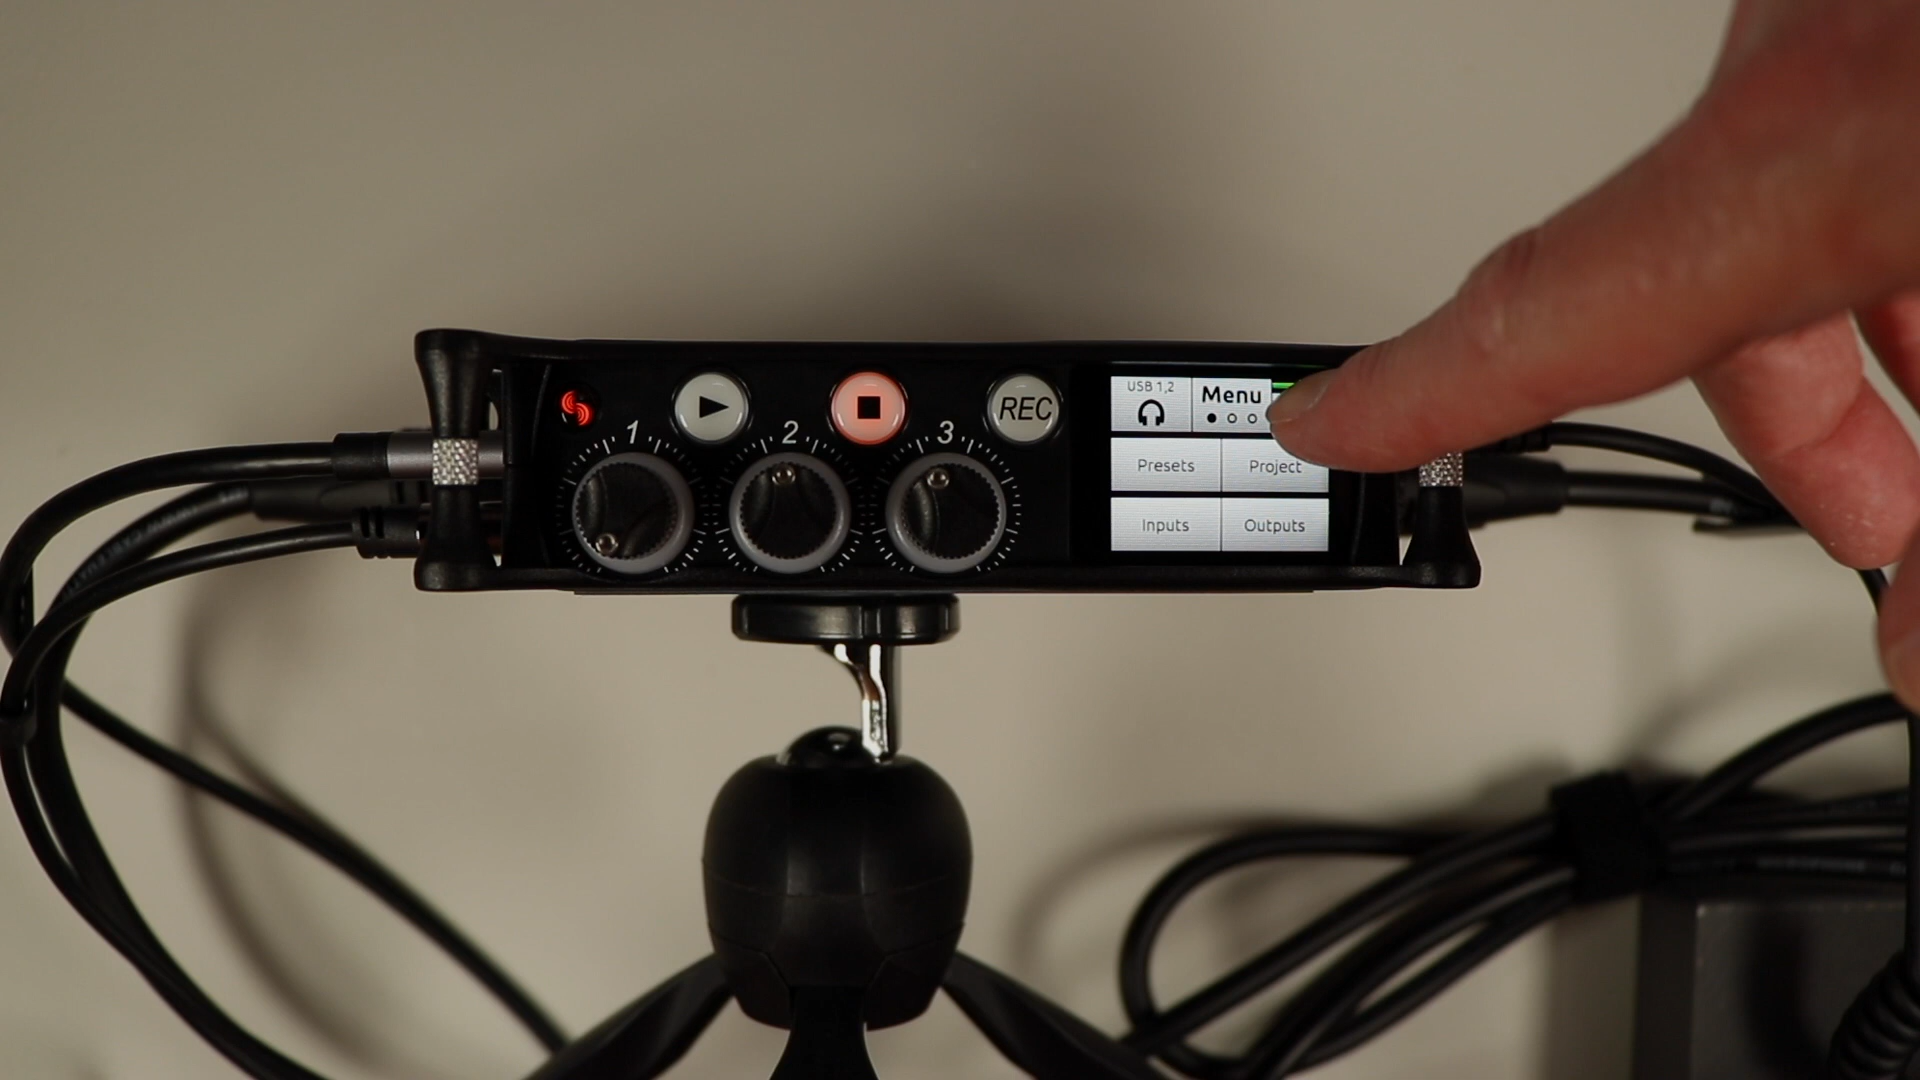 1
2
3
REC
USB 1,2
Menu
Presets
Project
Inputs
Outputs